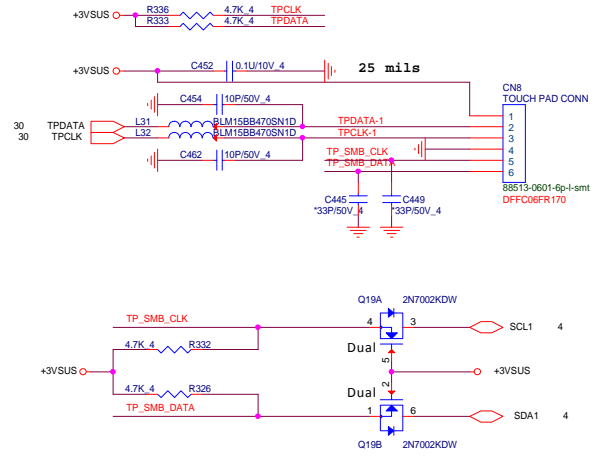 R336 4.7K_4 TPCLK
+3VSUS R333 4.7K_4 TPDATA
+3VSUS C452 0.1U/10V_4 25 mils
CN8
TOUCH PAD CONN
C454 10P/50V_4
1
30 TPDATA L31 BLM15BB470SN1D TPDATA-1 2
30 TPCLK L32 BLM15BB470SN1D TPCLK-1 3
4
TP_SMB_CLK 5
C462 10P/50V_4 TP_SMB_DATA 6
88513-0601-6p-l-smt
DFFC06FR170
C445 C449
*33P/50V_4 *33P/50V_4
Q19A 2N7002KDW
TP_SMB_CLK 4 3 SCL1 4
4.7K_4 R332 Dual 5
+3VSUS +3VSUS
4.7K_4 R326 Dual 2
TP_SMB_DATA 1 6 SDA1 4
Q19B 2N7002KDW